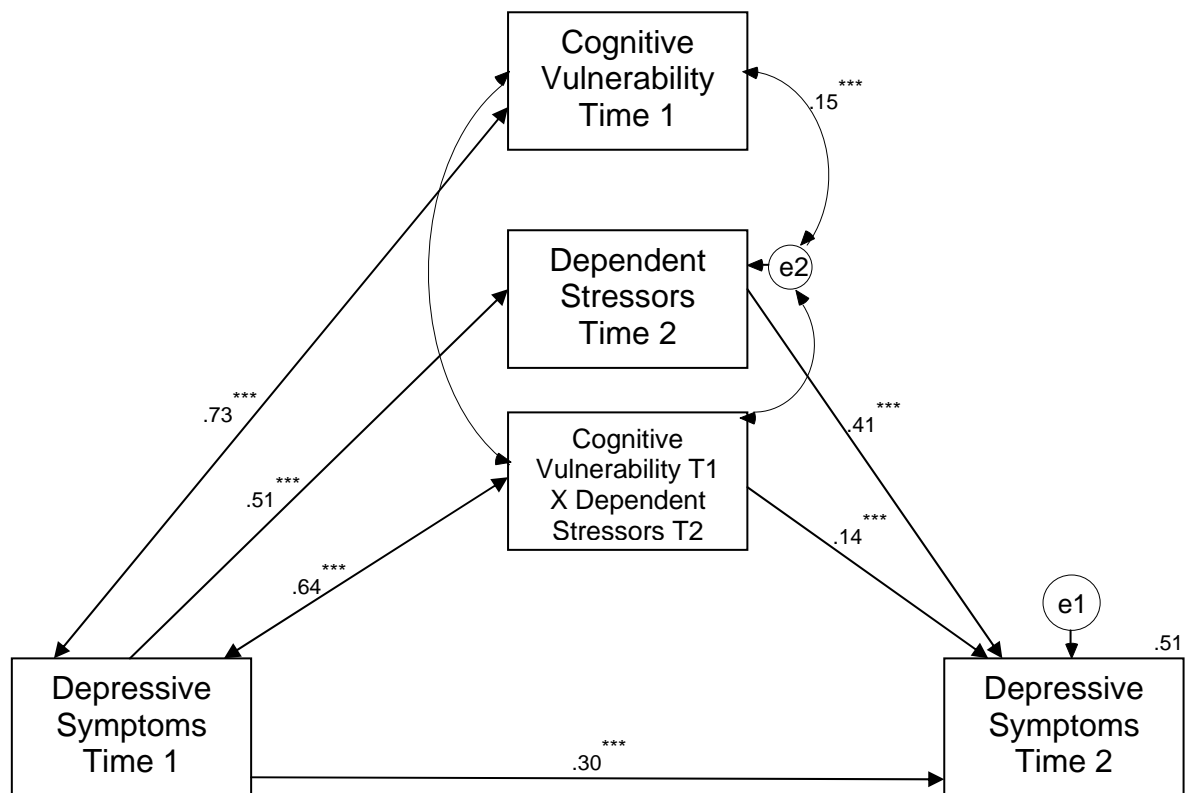 Cognitive
Vulnerability
Time 1
.15***
Dependent
Stressors
Time 2
e2
.73***
.51***
Cognitive
Vulnerability T1
X Dependent
Stressors T2
.41***
.14***
.64***
e1
.51
Depressive
Symptoms
Time 1
.30***
Depressive
Symptoms
Time 2